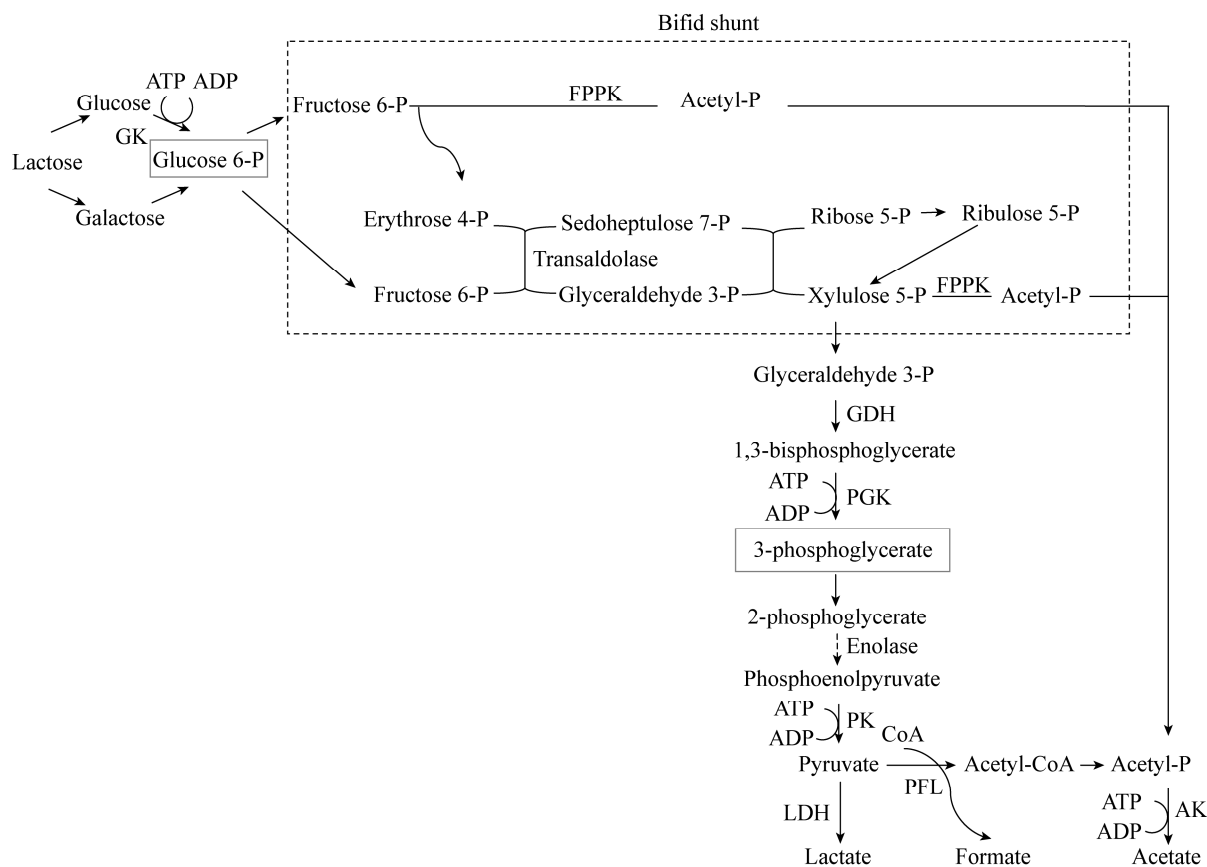 Bifid shunt
ATP ADP
Glucose
Fructose 6-P
FPPK
Acetyl-P
GK
Lactose
Glucose 6-P
Galactose
Erythrose 4-P
Sedoheptulose 7-P
Ribose 5-P
Ribulose 5-P
Transaldolase
Fructose 6-P
Glyceraldehyde 3-P
Xylulose 5-P
FPPK
Acetyl-P
Glyceraldehyde 3-P
GDH
1,3-bisphosphoglycerate
ATP
PGK
ADP
3-phosphoglycerate
2-phosphoglycerate
Enolase
Phosphoenolpyruvate
ATP
PK
ADP
CoA
Pyruvate
Acetyl-CoA
Acetyl-P
PFL
LDH
ATP
AK
ADP
Lactate
Formate
Acetate